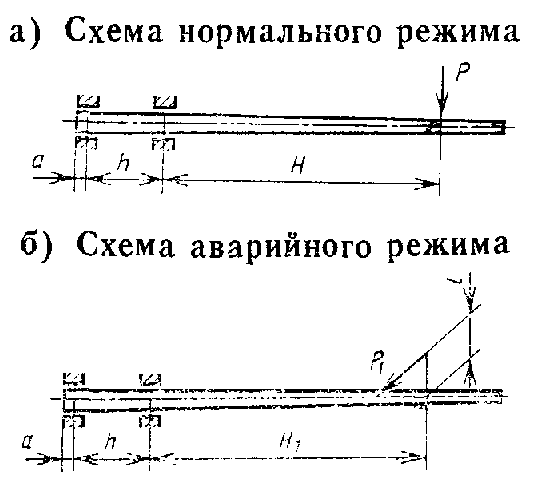 а) Схема нормального режима
P
a h H
б) Схема аварийного режима
l
P₁
a h H₁